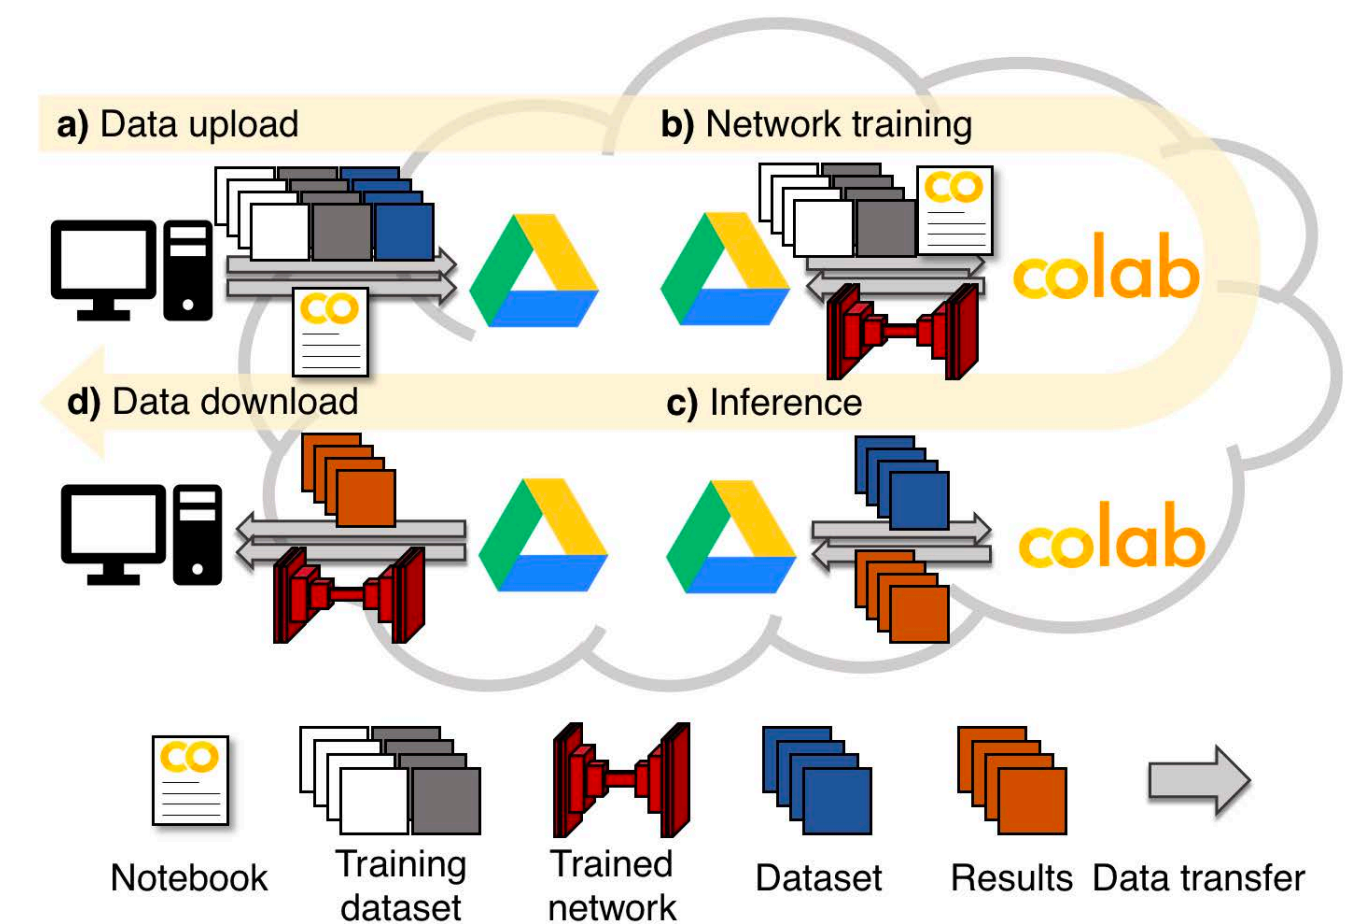 a) Data upload
b) Network training
CO
CO
colab
d) Data download
c) Inference
colab
CO
Notebook
Training
dataset
Trained
network
Dataset
Results
Data transfer